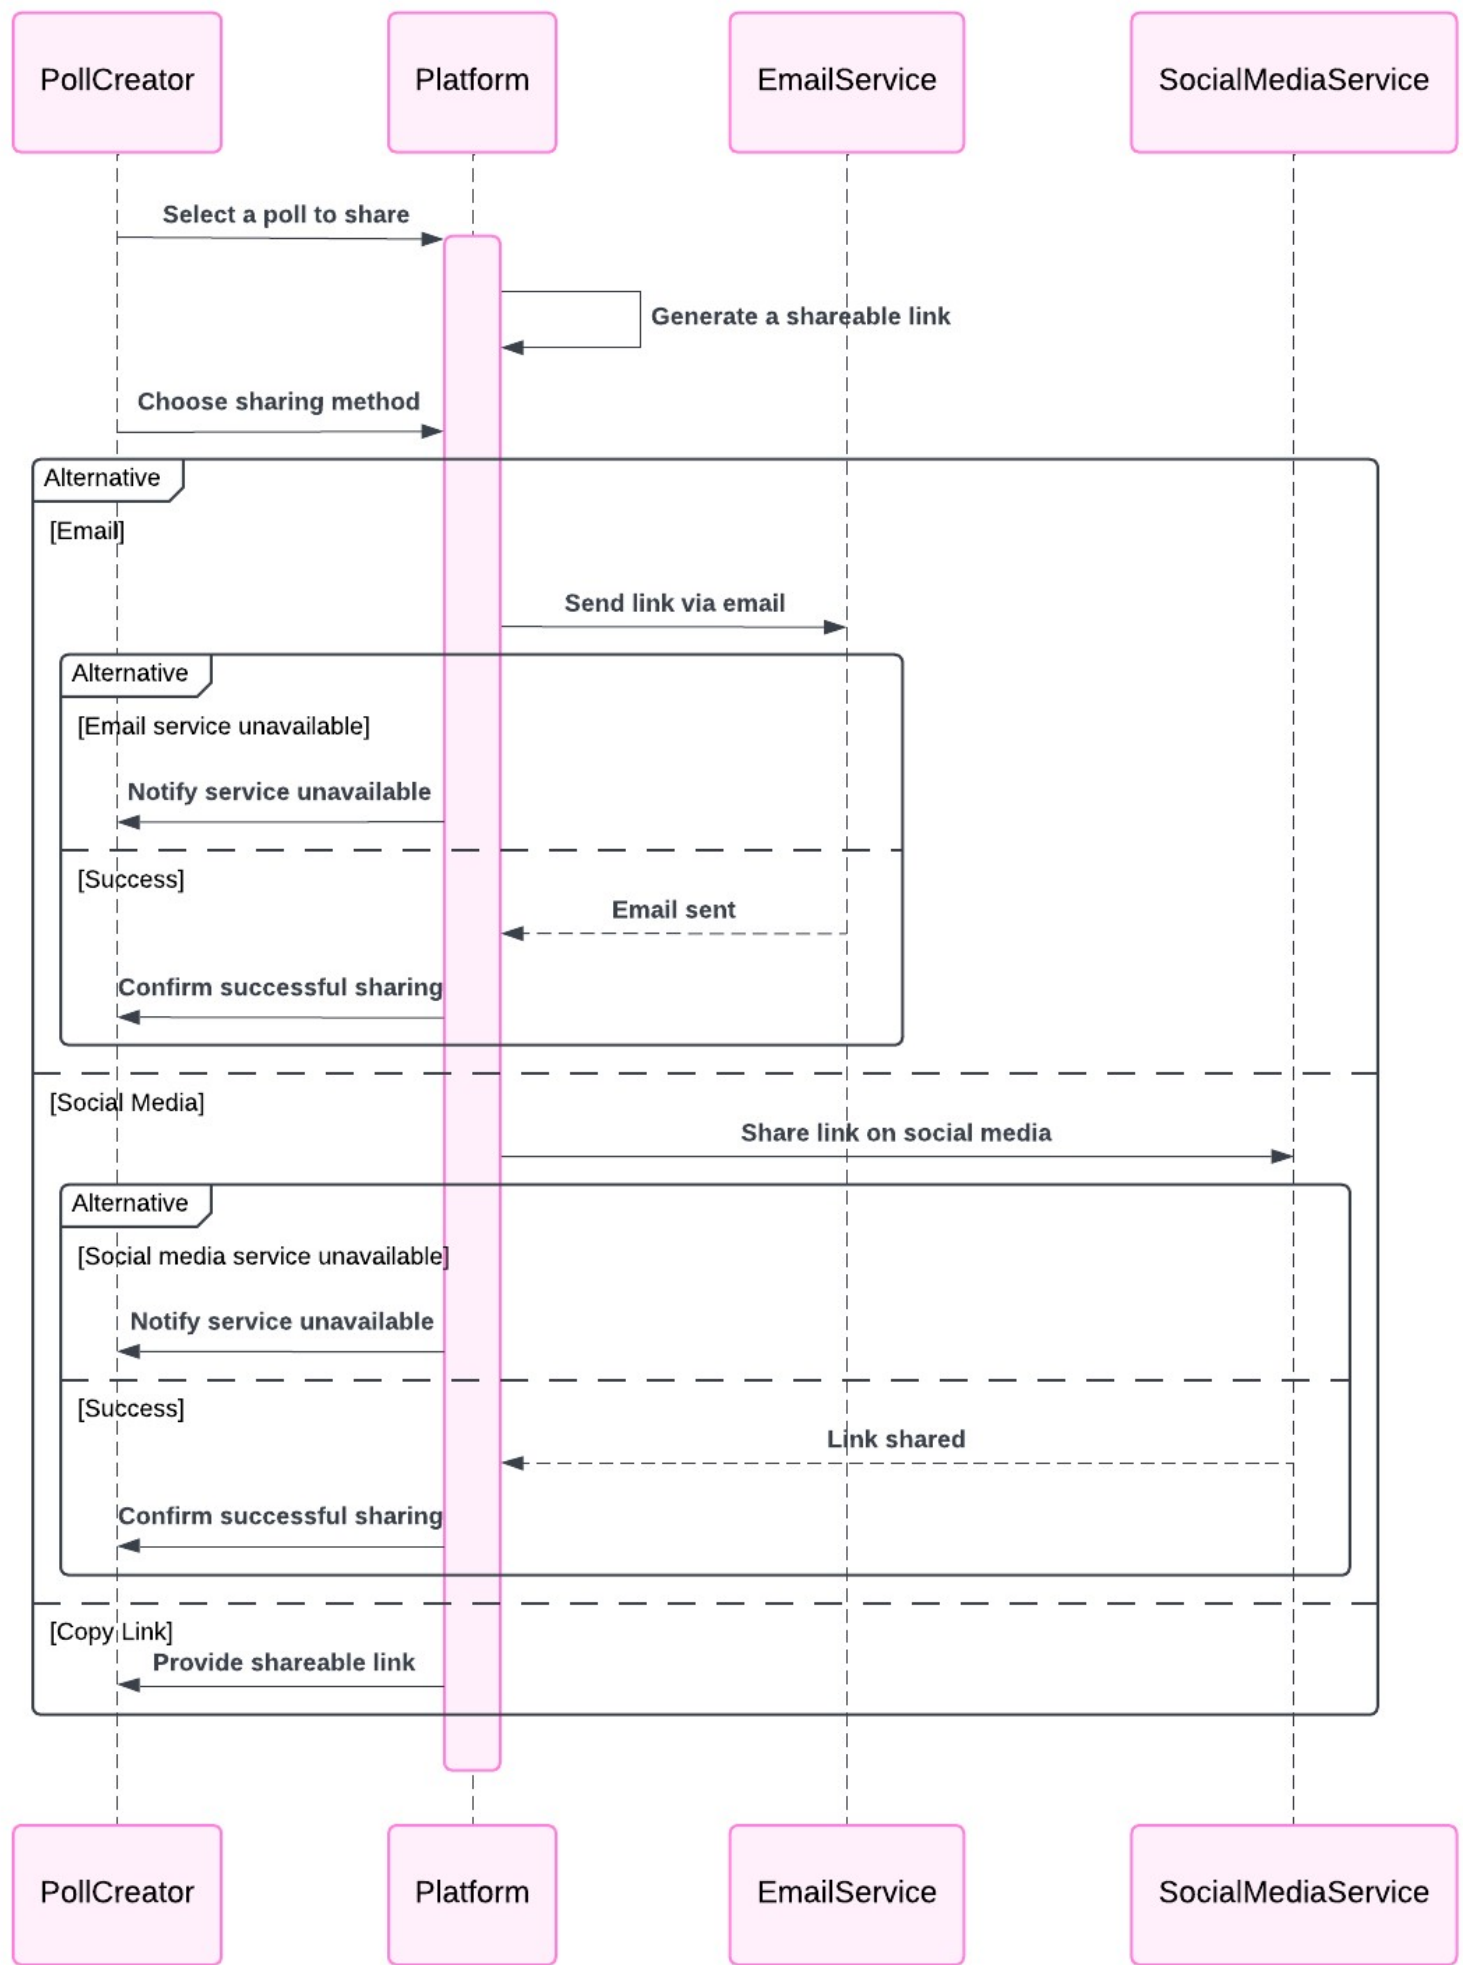 PollCreator
Platform
EmailService
SocialMediaService
Select a poll to share
Generate a shareable link
Choose sharing method
Alternative
[Email]
Send link via email
Alternative
[Email service unavailable]
Notify service unavailable
[Success]
Email sent
Confirm successful sharing
[Social Media]
Share link on social media
Alternative
[Social media service unavailable]
Notify service unavailable
[Success]
Link shared
Confirm successful sharing
[Copy Link]
Provide shareable link
PollCreator
Platform
EmailService
SocialMediaService